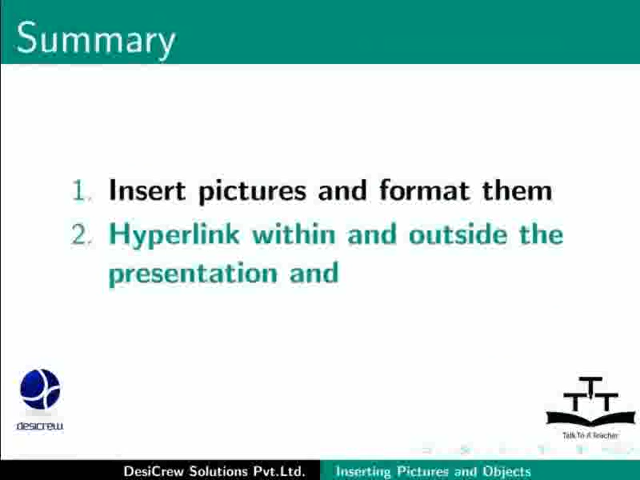 Summary
1. Insert pictures and format them
2. Hyperlink within and outside the
presentation and
desicrew
TTT
Talk To A Teacher
DesiCrew Solutions Pvt.Ltd. Inserting Pictures and Objects